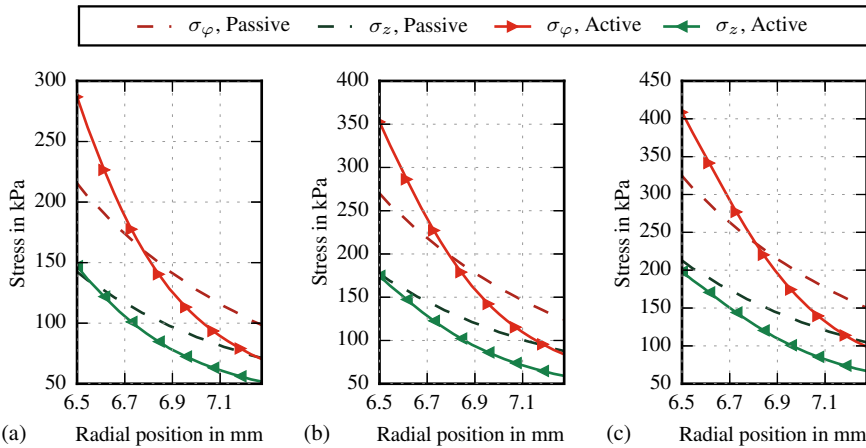 σφ, Passive σz, Passive σφ, Active σz, Active
300
250
200
150
100
50
6.5 6.7 6.9 7.1
Stress in kPa
Radial position in mm
(a)
400
350
300
250
200
150
100
50
6.5 6.7 6.9 7.1
Stress in kPa
Radial position in mm
(b)
450
400
350
300
250
200
150
100
50
6.5 6.7 6.9 7.1
Stress in kPa
Radial position in mm
(c)